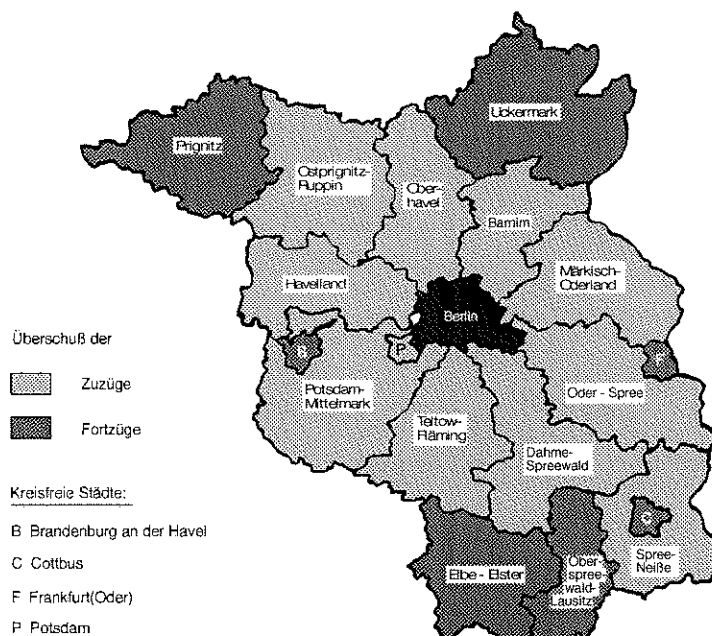 Uckermark
Prignitz
Ostprignitz-
Ruppin
Ober-
havel
Barnim
Märkisch-
Oderland
Havelland
Berlin
B
P
F
Potsdam-
Mittelmark
Oder - Spree
Teltow-
Fläming
Dahme-
Spreewald
C
Spree-
Neiße
Elbe - Elster
Ober-
spree-
wald-
Lausitz
Überschuß der
Zuzüge
Fortzüge
Kreisfreie Städte:
B Brandenburg an der Havel
C Cottbus
F Frankfurt(Oder)
P Potsdam